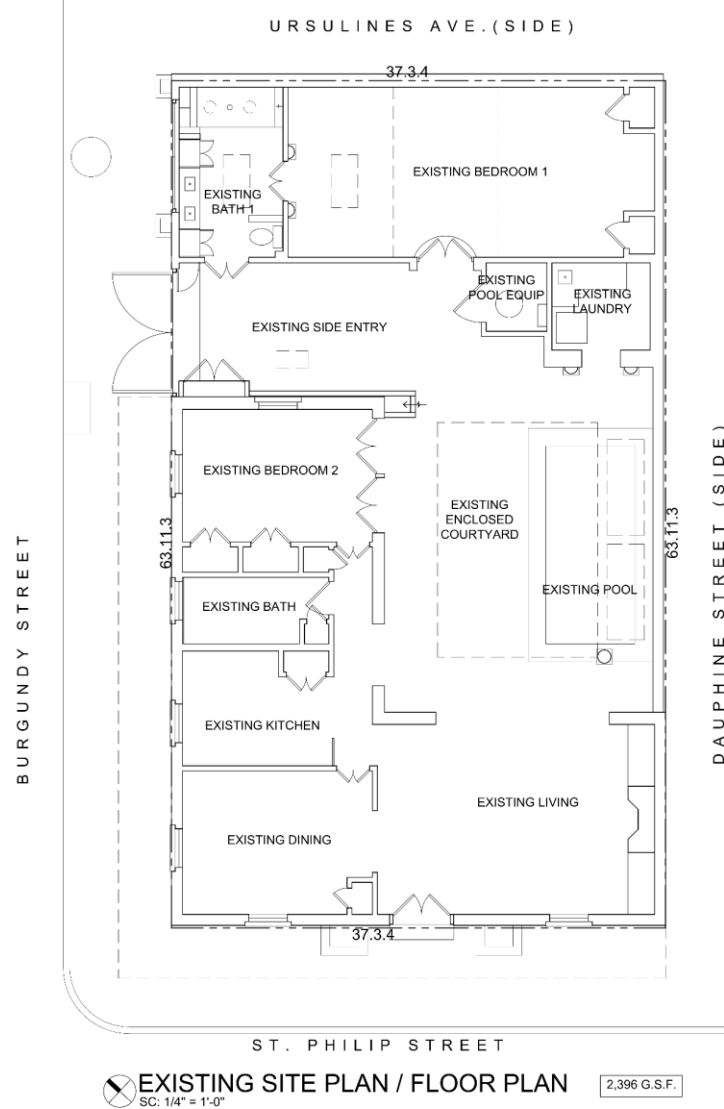 URSULINES AVE.(SIDE)
37.3.4
EXISTING BEDROOM 1
EXISTING
BATH 1
EXISTING
POOL EQUIP
EXISTING
LAUNDRY
EXISTING SIDE ENTRY
EXISTING BEDROOM 2
EXISTING
ENCLOSED
COURTYARD
63.11.3
63.11.3
BURGUNDY STREET
DAUPHINE STREET (SIDE)
EXISTING BATH
EXISTING POOL
EXISTING KITCHEN
EXISTING LIVING
EXISTING DINING
37.3.4
ST. PHILIP STREET
EXISTING SITE PLAN / FLOOR PLAN
2,396 G.S.F.
SC: 1/4" = 1'-0"